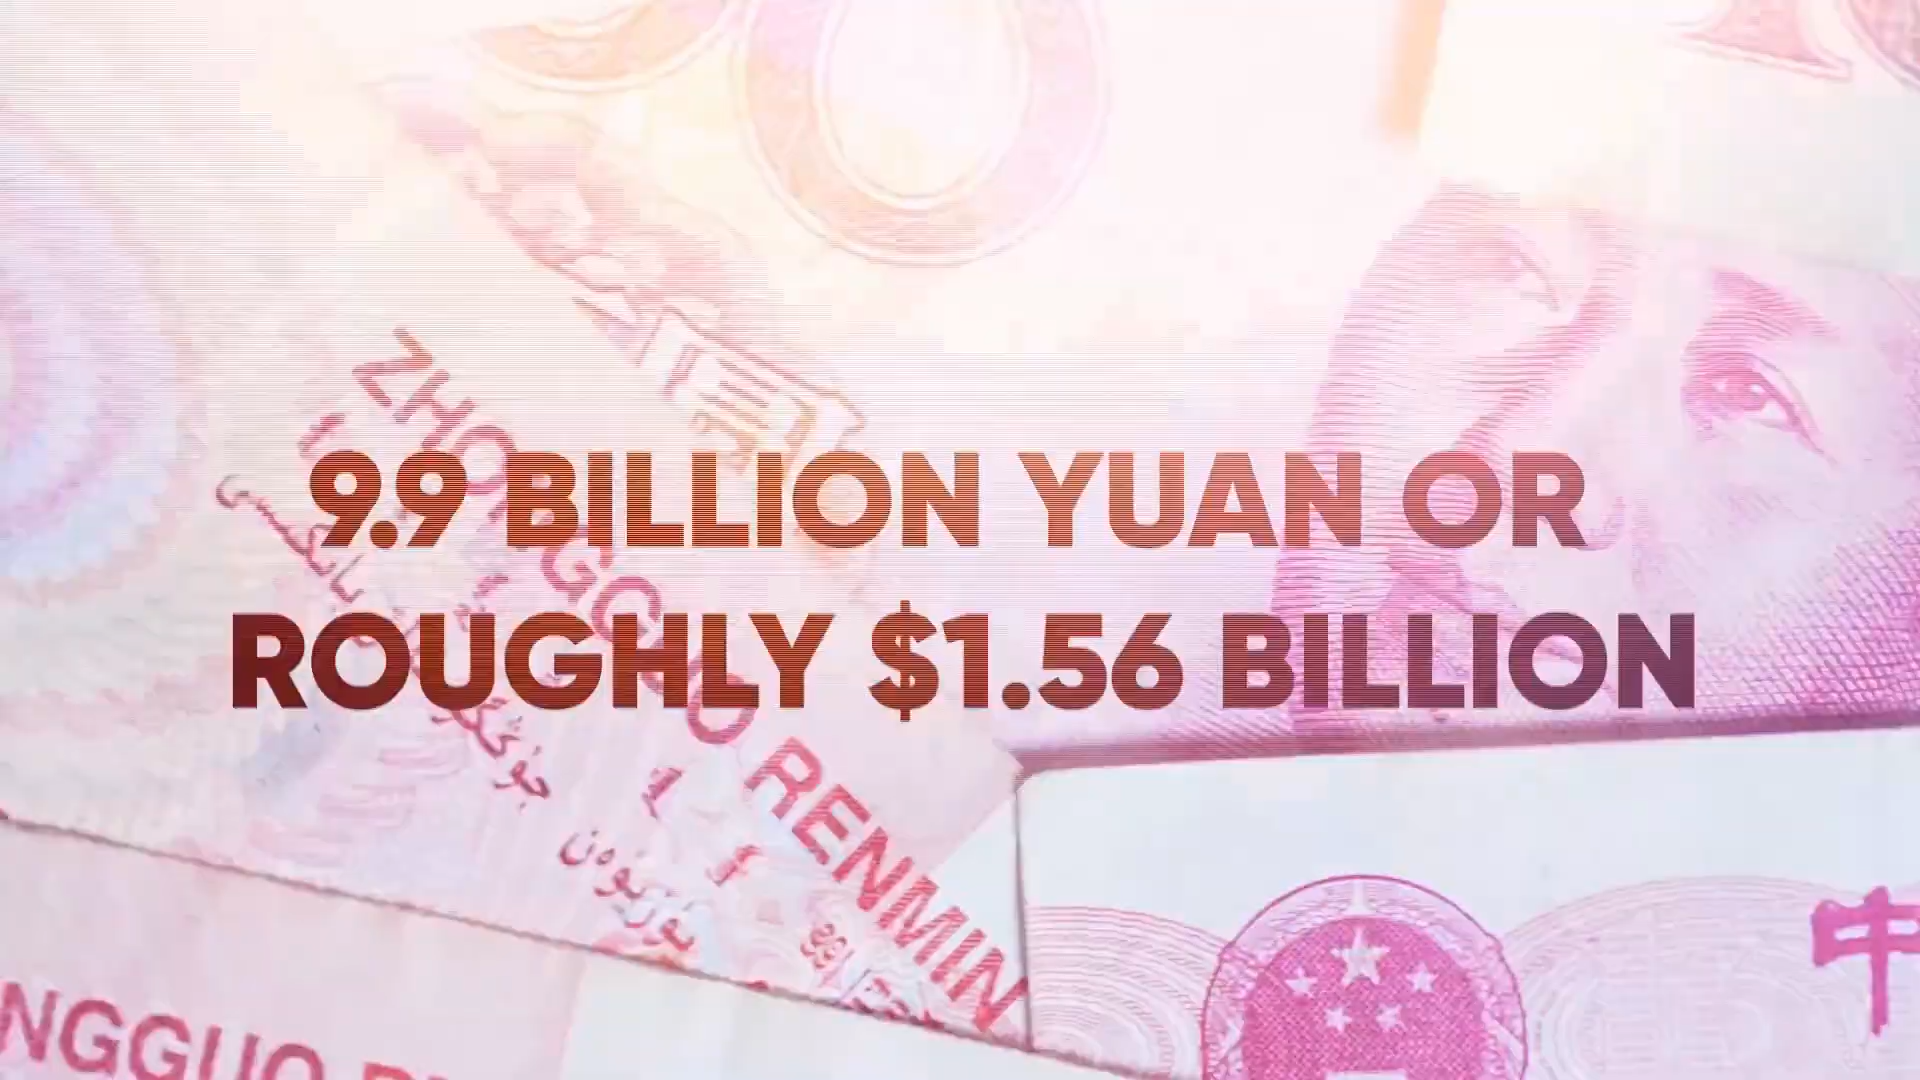 ZHONGGUO RENMIN
9.9 BILLION YUAN OR
ROUGHLY $1.56 BILLION
中
NGGUO